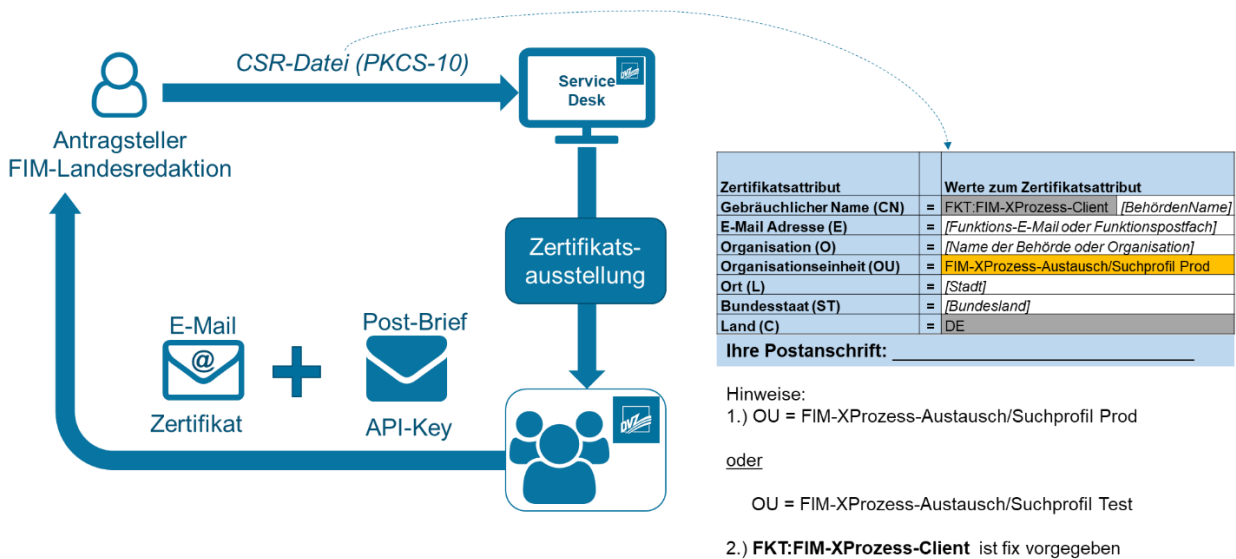 CSR-Datei (PKCS-10)
Service
Desk
DVZ
Antragsteller
FIM-Landesredaktion
Zertifikats-
ausstellung
E-Mail
@
Zertifikat
Post-Brief
API-Key
DVZ
Zertifikatsattribut Werte zum Zertifikatsattribut
Gebräuchlicher Name (CN) = FKT:FIM-XProzess-Client [BehördenName]
E-Mail Adresse (E) = [Funktions-E-Mail oder Funktionspostfach]
Organisation (O) = [Name der Behörde oder Organisation]
Organisationseinheit (OU) = FIM-XProzess-Austausch/Suchprofil Prod
Ort (L) = [Stadt]
Bundesstaat (ST) = [Bundesland]
Land (C) = DE
Ihre Postanschrift: ____________________________
Hinweise:
1.) OU = FIM-XProzess-Austausch/Suchprofil Prod
oder
OU = FIM-XProzess-Austausch/Suchprofil Test
2.) FKT:FIM-XProzess-Client ist fix vorgegeben